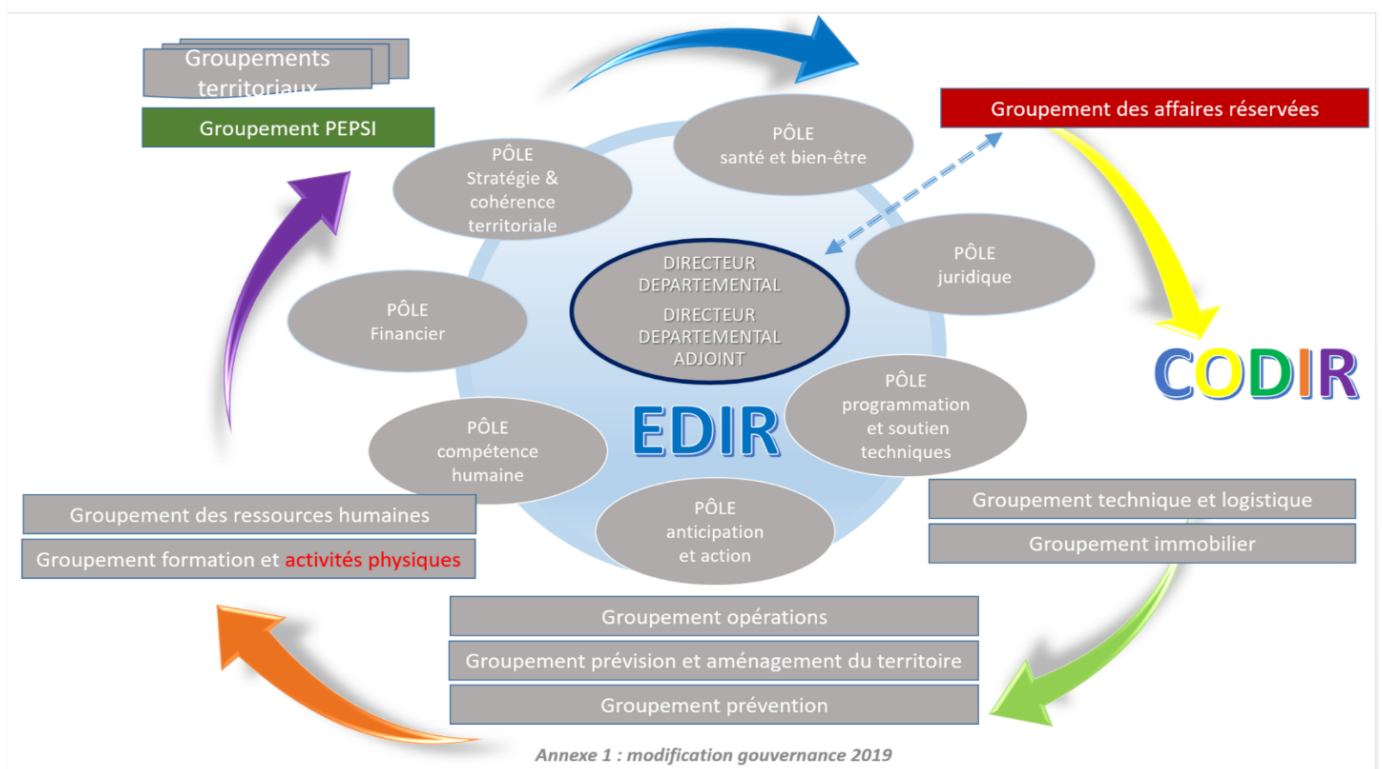 Groupements
territoriaux
Groupement PEPSI
Groupement des affaires réservées
PÔLE
santé et bien-être
PÔLE
Stratégie &
cohérence
territoriale
PÔLE
juridique
DIRECTEUR
DEPARTEMENTAL
DIRECTEUR
DEPARTEMENTAL
ADJOINT
PÔLE
Financier
CODIR
PÔLE
programmation
et soutien
techniques
EDIR
PÔLE
compétence
humaine
PÔLE
anticipation
et action
Groupement des ressources humaines
Groupement formation et activités physiques
Groupement technique et logistique
Groupement immobilier
Groupement opérations
Groupement prévision et aménagement du territoire
Groupement prévention
Annexe 1 : modification gouvernance 2019